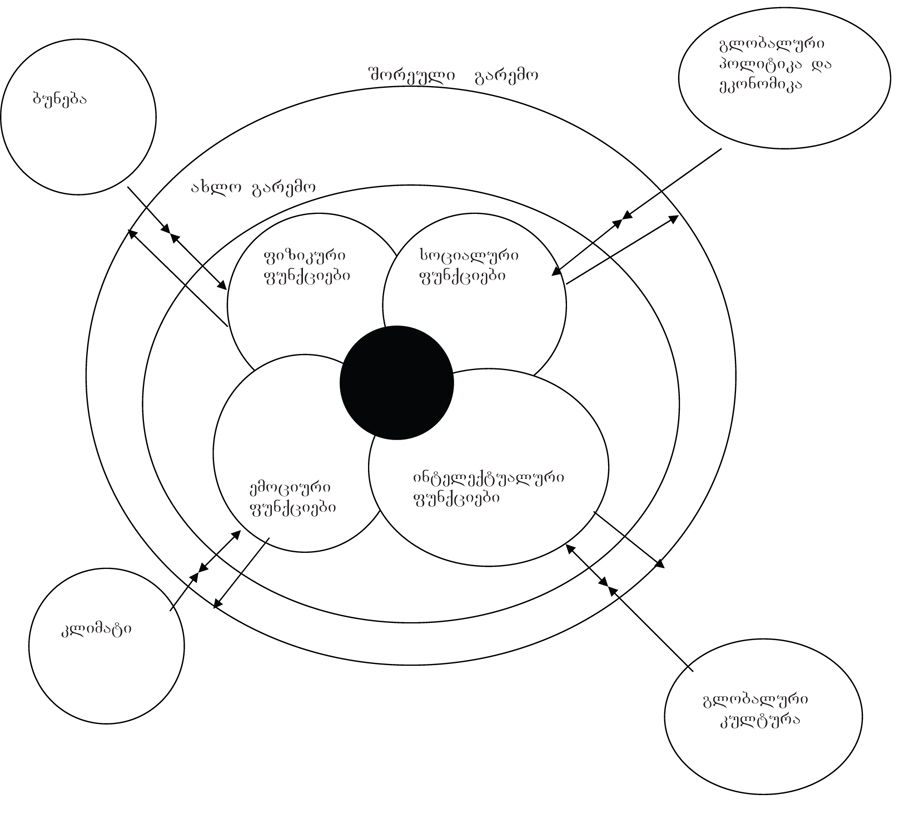 გლობალური
პოლიტიკა და
ეკონომიკა
შორეული გარემო
ბუნება
ახლო გარემო
ფიზიკური
ფუნქციები
სოციალური
ფუნქციები
ემოციური
ფუნქციები
ინტელექტუალური
ფუნქციები
კლიმატი
გლობალური
კულტურა